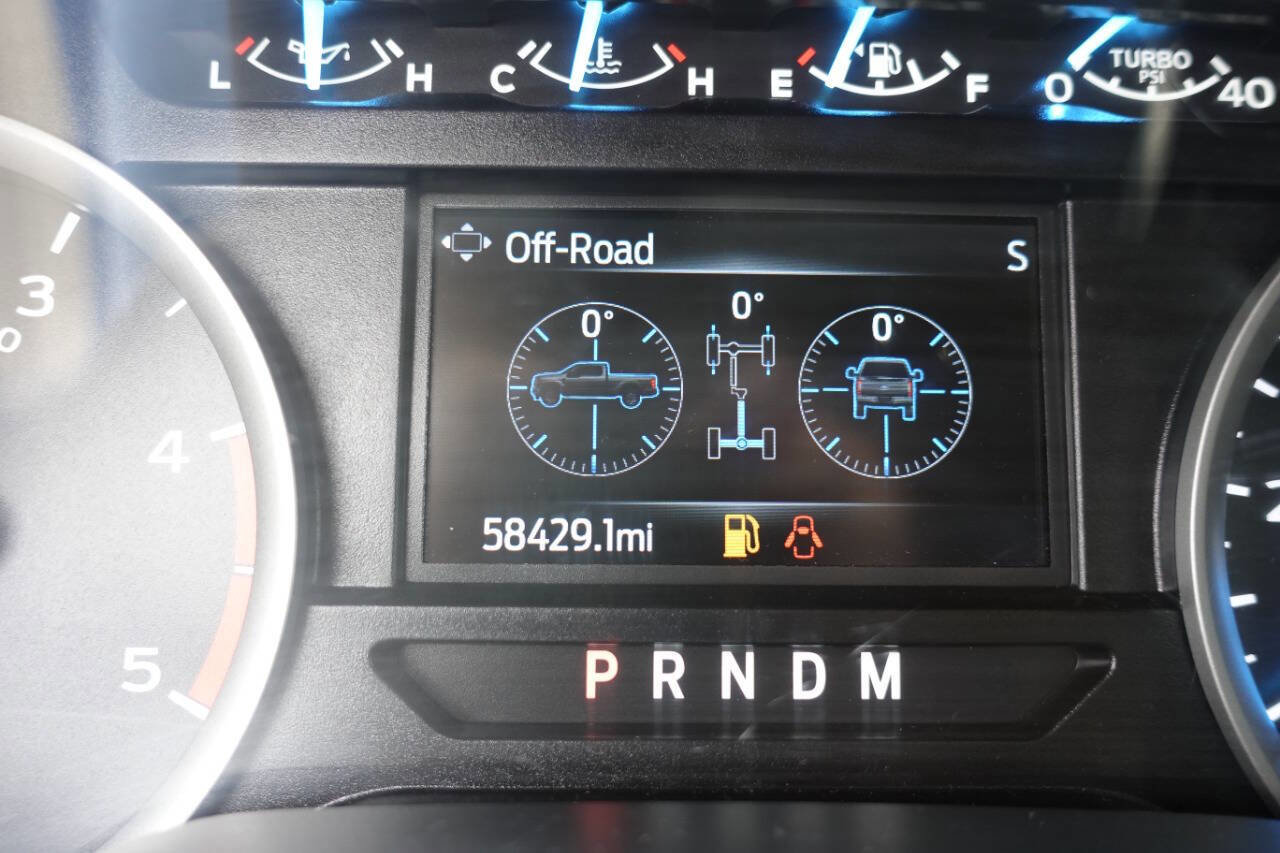 L H C H E F 0 TURBO PSI 40
Off-Road S
0° 0° 0°
3
4
5
58429.1mi
P R N D M